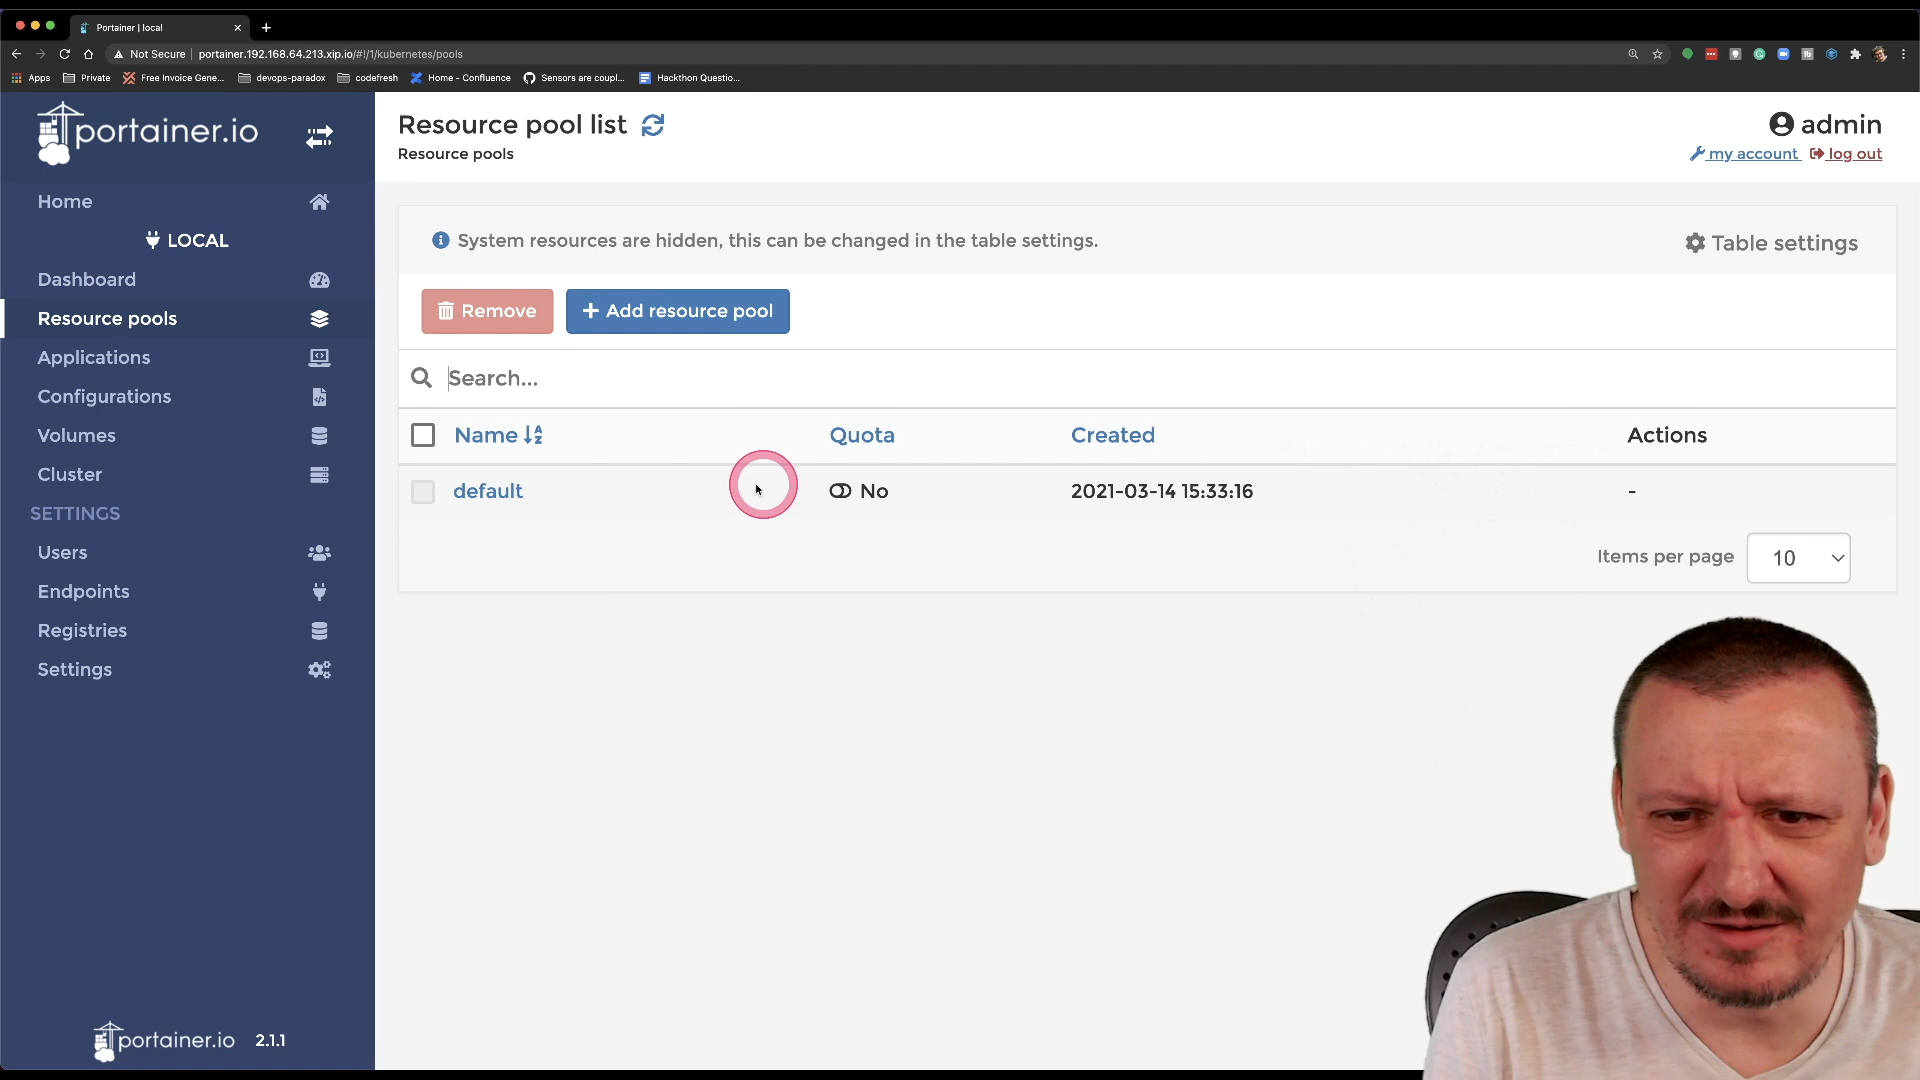 Portainer | local
Not Secure
portainer.192.168.64.213.xip.io/#!/1/kubernetes/pools
Apps
Private
Free Invoice Gene...
devops-paradox
codefresh
Home - Confluence
Sensors are coupl...
Hackthon Questio...
portainer.io
Home
LOCAL
Dashboard
Resource pools
Applications
Configurations
Volumes
Cluster
SETTINGS
Users
Endpoints
Registries
Settings
portainer.io 2.1.1
Resource pool list
Resource pools
admin
my account
log out
System resources are hidden, this can be changed in the table settings.
Table settings
Remove
+ Add resource pool
Search...
Name
Quota
Created
Actions
default
No
2021-03-14 15:33:16
-
Items per page
10